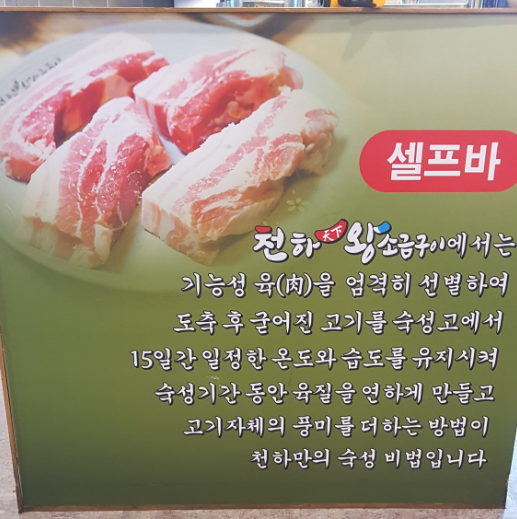 셀프바
천하天下왕소금구이에서는
기능성 육(肉)을 엄격히 선별하여
도축 후 굳어진 고기를 숙성고에서
15일간 일정한 온도와 습도를 유지시켜
숙성기간 동안 육질을 연하게 만들고
고기자체의 풍미를 더하는 방법이
천하만의 숙성 비법입니다